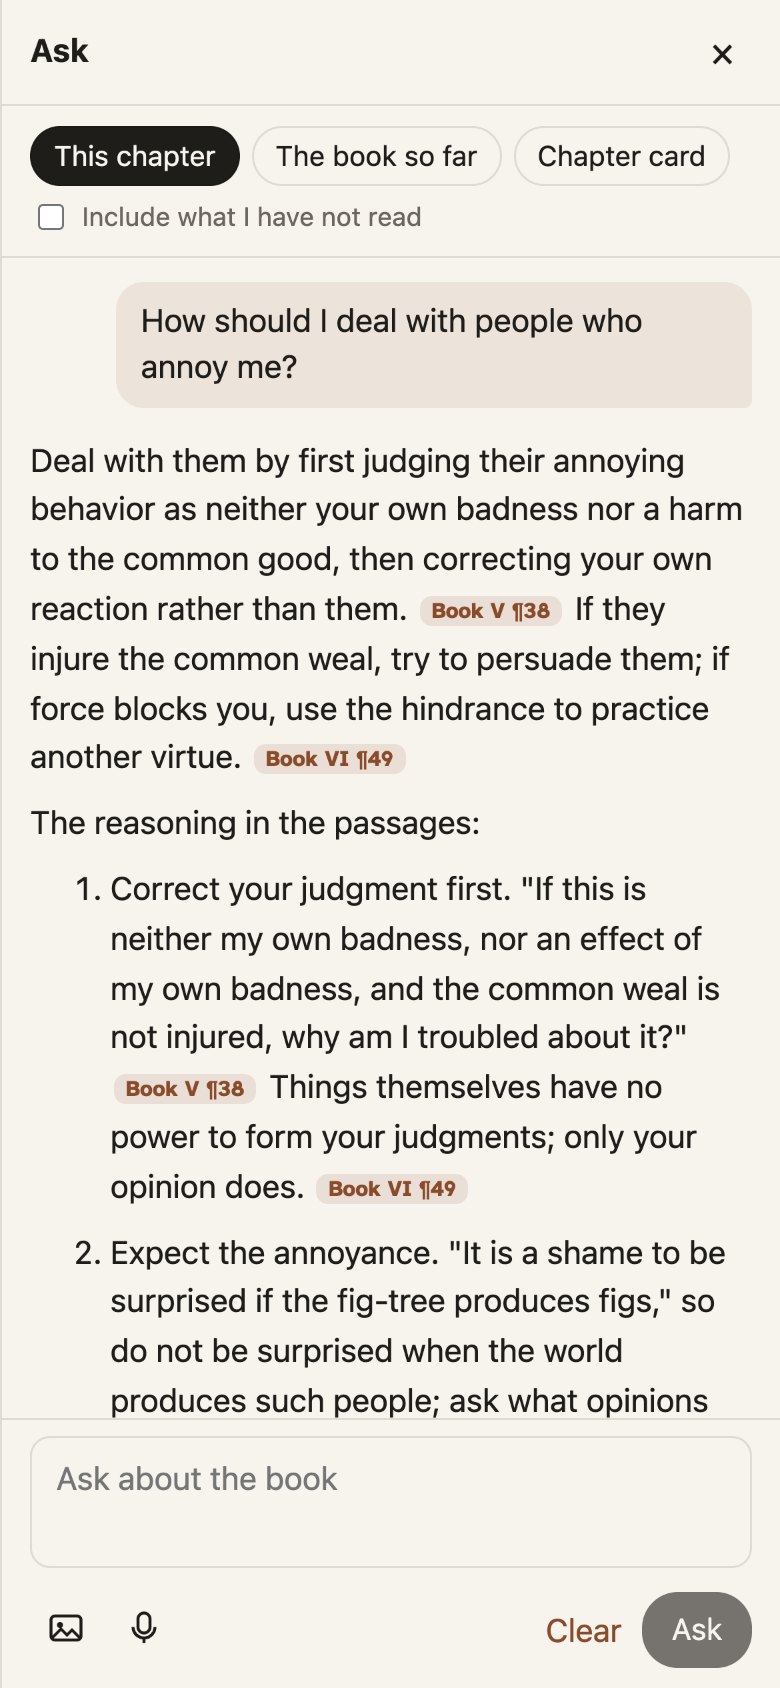 Ask
This chapter
The book so far
Chapter card
Include what I have not read
How should I deal with people who
annoy me?
Deal with them by first judging their annoying
behavior as neither your own badness nor a harm
to the common good, then correcting your own
reaction rather than them. Book V ¶38 If they
injure the common weal, try to persuade them; if
force blocks you, use the hindrance to practice
another virtue. Book VI ¶49
The reasoning in the passages:
1. Correct your judgment first. "If this is
neither my own badness, nor an effect of
my own badness, and the common weal is
not injured, why am I troubled about it?"
Book V ¶38 Things themselves have no
power to form your judgments; only your
opinion does. Book VI ¶49
2. Expect the annoyance. "It is a shame to be
surprised if the fig-tree produces figs," so
do not be surprised when the world
produces such people; ask what opinions
Ask about the book
Clear
Ask